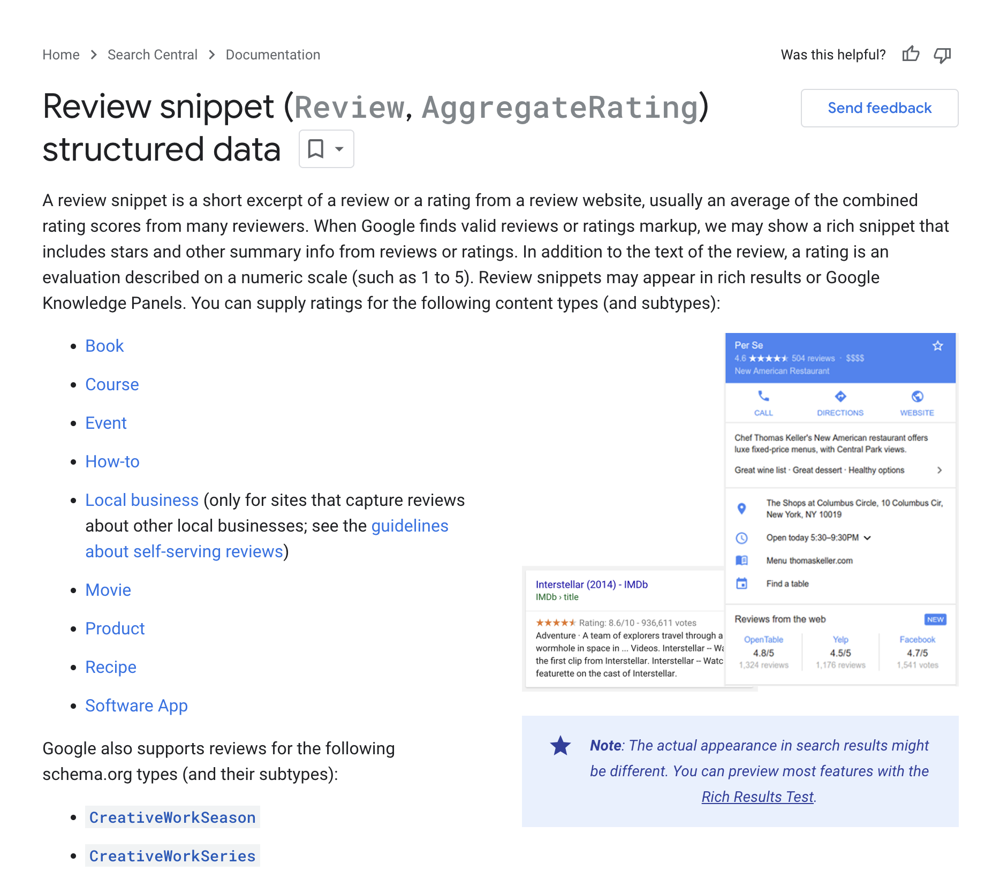 Home > Search Central > Documentation
Was this helpful?
Review snippet (Review, AggregateRating)
structured data
Send feedback
A review snippet is a short excerpt of a review or a rating from a review website, usually an average of the combined
rating scores from many reviewers. When Google finds valid reviews or ratings markup, we may show a rich snippet that
includes stars and other summary info from reviews or ratings. In addition to the text of the review, a rating is an
evaluation described on a numeric scale (such as 1 to 5). Review snippets may appear in rich results or Google
Knowledge Panels. You can supply ratings for the following content types (and subtypes):
• Book
• Course
• Event
• How-to
• Local business (only for sites that capture reviews
about other local businesses; see the guidelines
about self-serving reviews)
• Movie
• Product
• Recipe
• Software App
Google also supports reviews for the following
schema.org types (and their subtypes):
• CreativeWorkSeason
• CreativeWorkSeries
Interstellar (2014) - IMDb
IMDb › title
Rating: 8.6/10 - 936,611 votes
Adventure · A team of explorers travel through a
wormhole in space in ... Videos. Interstellar -- Wa
the first clip from Interstellar. Interstellar -- Watc
featurette on the cast of Interstellar.
Per Se
4.6 ★★★★★ 504 reviews · $$$$
New American Restaurant
CALL DIRECTIONS WEBSITE
Chef Thomas Keller's New American restaurant offers
luxe fixed-price menus, with Central Park views.
Great wine list · Great dessert · Healthy options
The Shops at Columbus Circle, 10 Columbus Cir,
New York, NY 10019
Open today 5:30–9:30PM
Menu thomaskeller.com
Find a table
Reviews from the web NEW
OpenTable Yelp Facebook
4.8/5 4.5/5 4.7/5
1,324 reviews 1,176 reviews 1,541 votes
Note: The actual appearance in search results might
be different. You can preview most features with the
Rich Results Test.